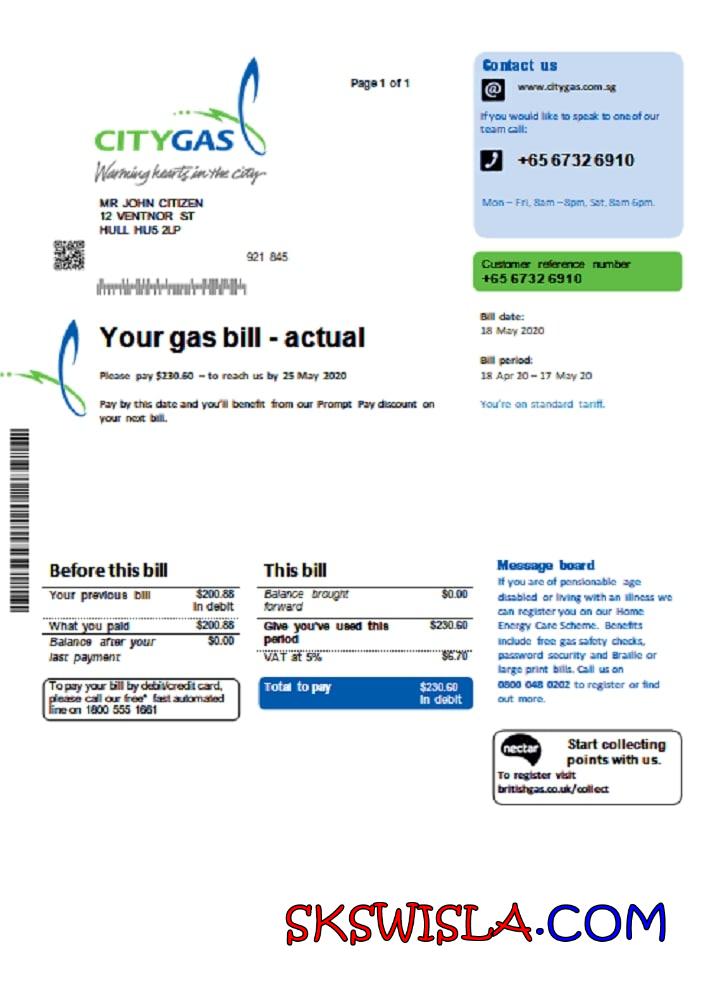 Page 1 of 1
CITYGAS
Warming hearts in the city
MR JOHN CITIZEN
12 VENTNOR ST
HULL HU5 2LP
921 845
Contact us
@
www.citygas.com.sg
If you would like to speak to one of our
team call:
+65 6732 6910
Mon – Fri, 8am – 8pm, Sat, 8am 6pm.
Customer reference number
+65 6732 6910
Your gas bill - actual
Please pay $230.60 – to reach us by 25 May 2020
Pay by this date and you'll benefit from our Prompt Pay discount on
your next bill.
Bill date:
18 May 2020
Bill period:
18 Apr 20 – 17 May 20
You're on standard tariff.
Before this bill
Your previous bill $200.88
In debit
What you paid $200.88
Balance after your $0.00
last payment
To pay your bill by debit/credit card,
please call our free* fast automated
line on 1800 555 1661
This bill
Balance brought $0.00
forward
Give you've used this $230.60
period
VAT at 5% $6.70
Total to pay $230.60
In debit
Message board
If you are of pensionable age
disabled or living with an illness we
can register you on our Home
Energy Care Scheme. Benefits
include free gas safety checks,
password security and Braille or
large print bills. Call us on
0800 048 0202 to register or find
out more.
nectar
Start collecting
points with us.
To register visit
britishgas.co.uk/collect
SKSWISLA.COM